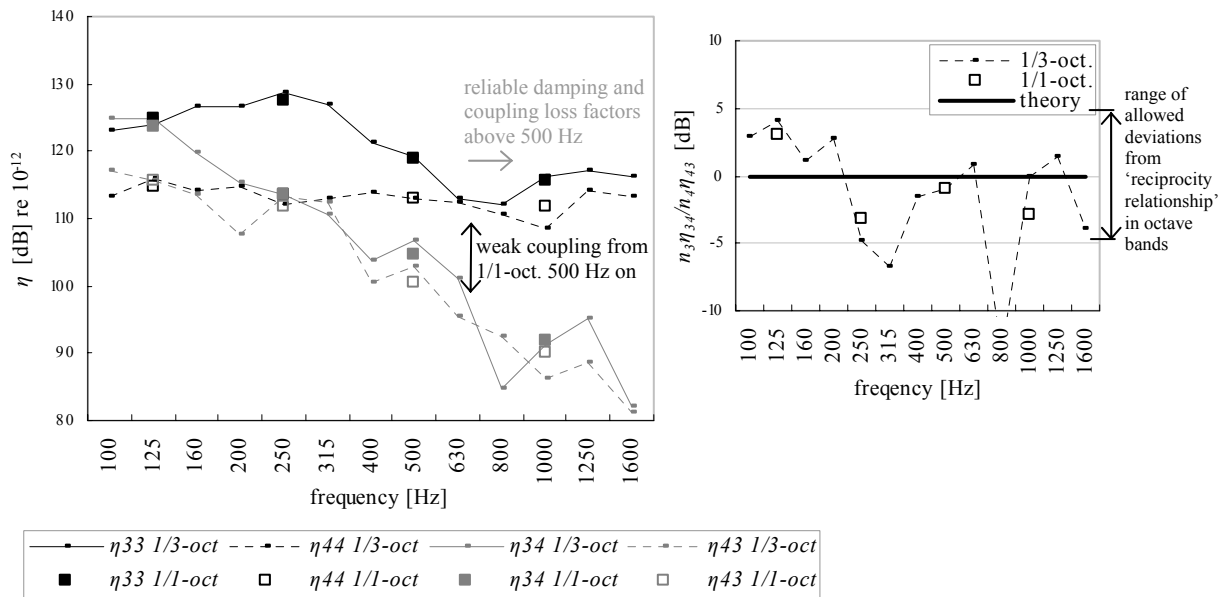 140
130
120
110
100
90
80
η [dB] re 10-12
reliable damping and
coupling loss factors
above 500 Hz
weak coupling from
1/1-oct. 500 Hz on
100
125
160
200
250
315
400
500
630
800
1000
1250
1600
frequency [Hz]
10
5
0
-5
-10
n3η34/n4η43 [dB]
1/3-oct.
1/1-oct.
theory
range of
allowed
deviations
from
‘reciprocity
relationship’
in octave
bands
100
125
160
200
250
315
400
500
630
800
1000
1250
1600
freqency [Hz]
η33 1/3-oct η44 1/3-oct η34 1/3-oct η43 1/3-oct
η33 1/1-oct η44 1/1-oct η34 1/1-oct η43 1/1-oct